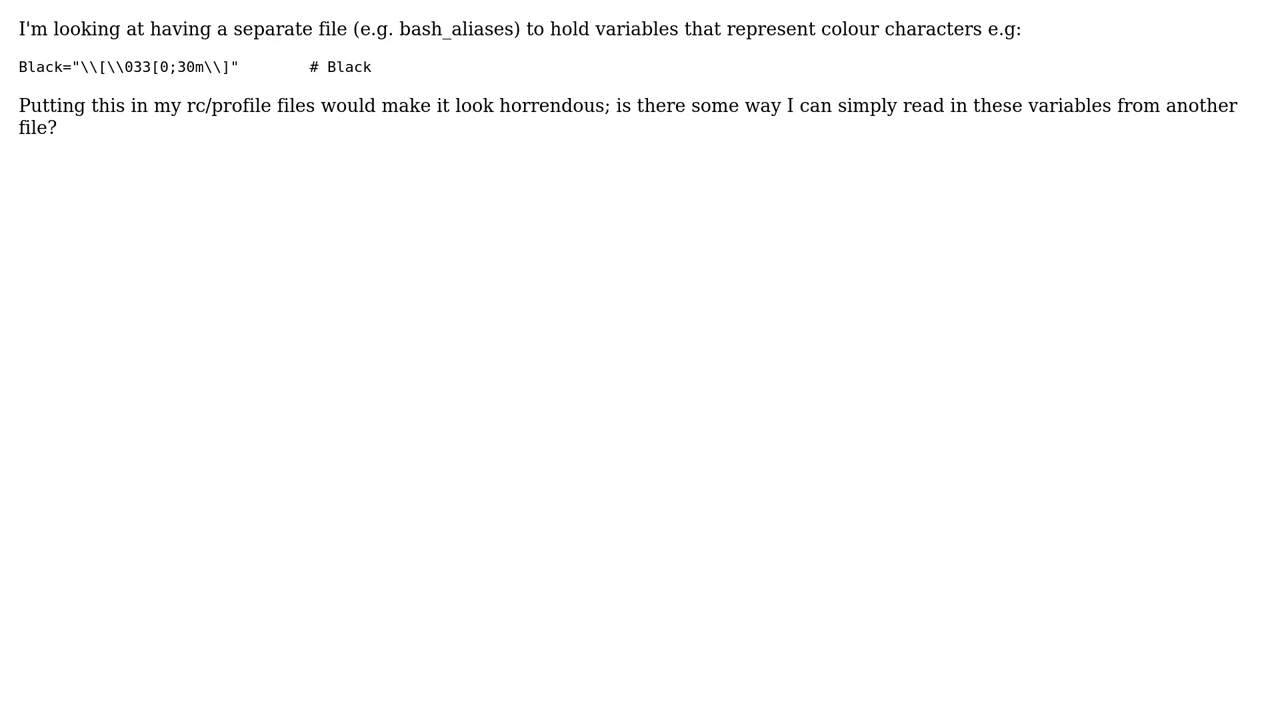 I'm looking at having a separate file (e.g. bash_aliases) to hold variables that represent colour characters e.g:
Black="\\[\\033[0;30m\\]"        # Black
Putting this in my rc/profile files would make it look horrendous; is there some way I can simply read in these variables from another
file?